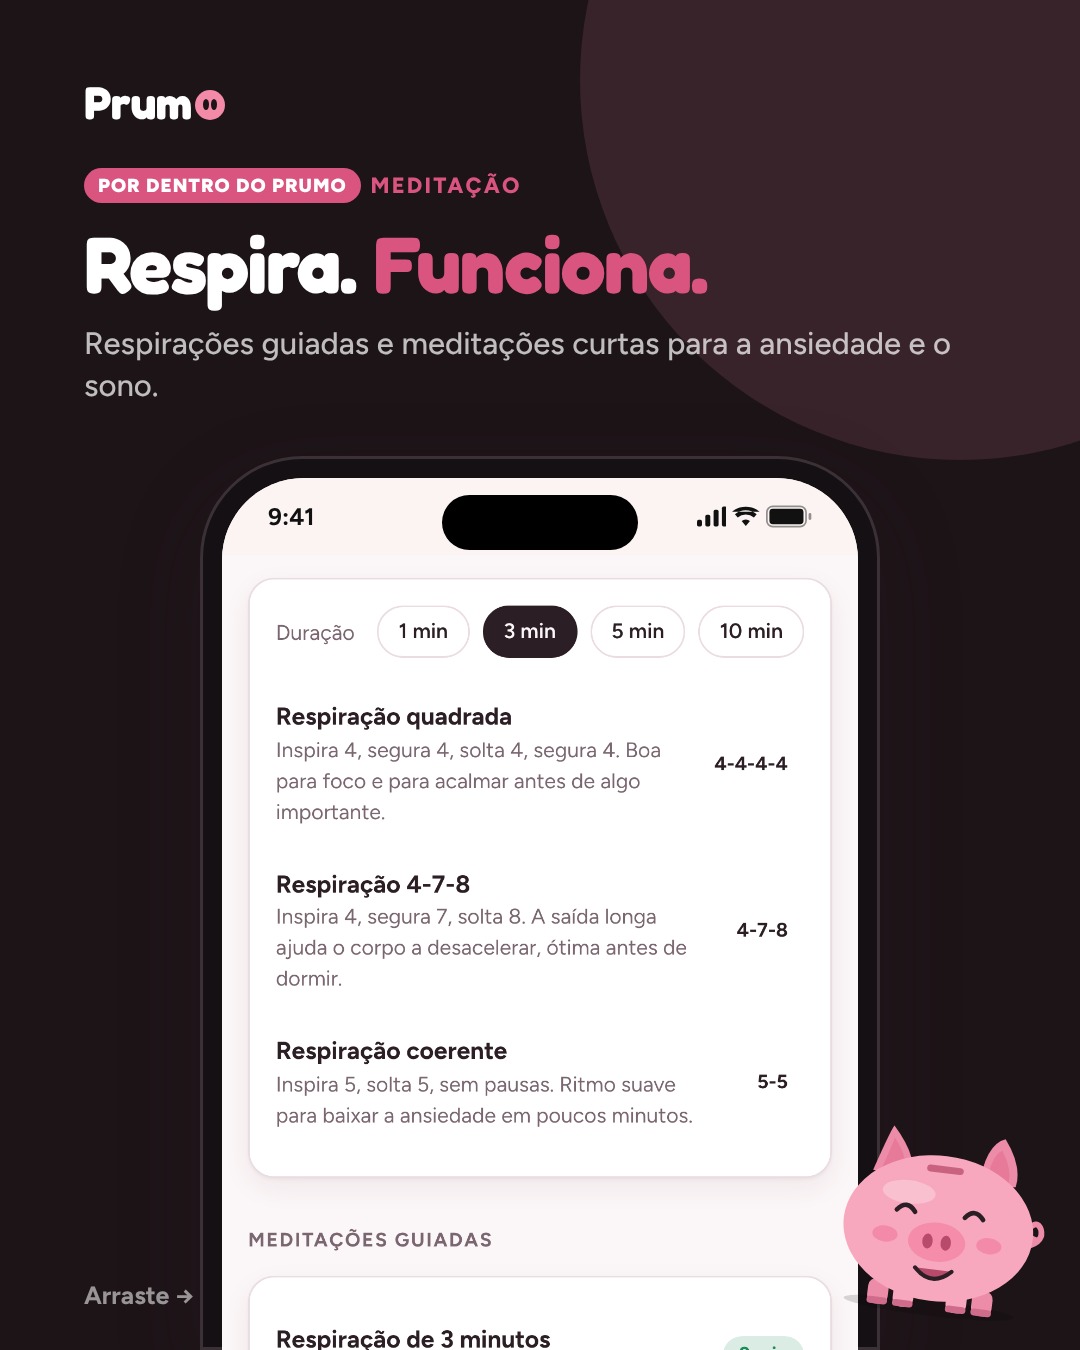 Prumo
POR DENTRO DO PRUMO MEDITAÇÃO
Respira. Funciona.
Respirações guiadas e meditações curtas para a ansiedade e o
sono.
9:41
Duração 1 min 3 min 5 min 10 min
Respiração quadrada
Inspira 4, segura 4, solta 4, segura 4. Boa
para foco e para acalmar antes de algo
importante.
4-4-4-4
Respiração 4-7-8
Inspira 4, segura 7, solta 8. A saída longa
ajuda o corpo a desacelerar, ótima antes de
dormir.
4-7-8
Respiração coerente
Inspira 5, solta 5, sem pausas. Ritmo suave
para baixar a ansiedade em poucos minutos.
5-5
MEDITAÇÕES GUIADAS
Arraste →
Respiração de 3 minutos